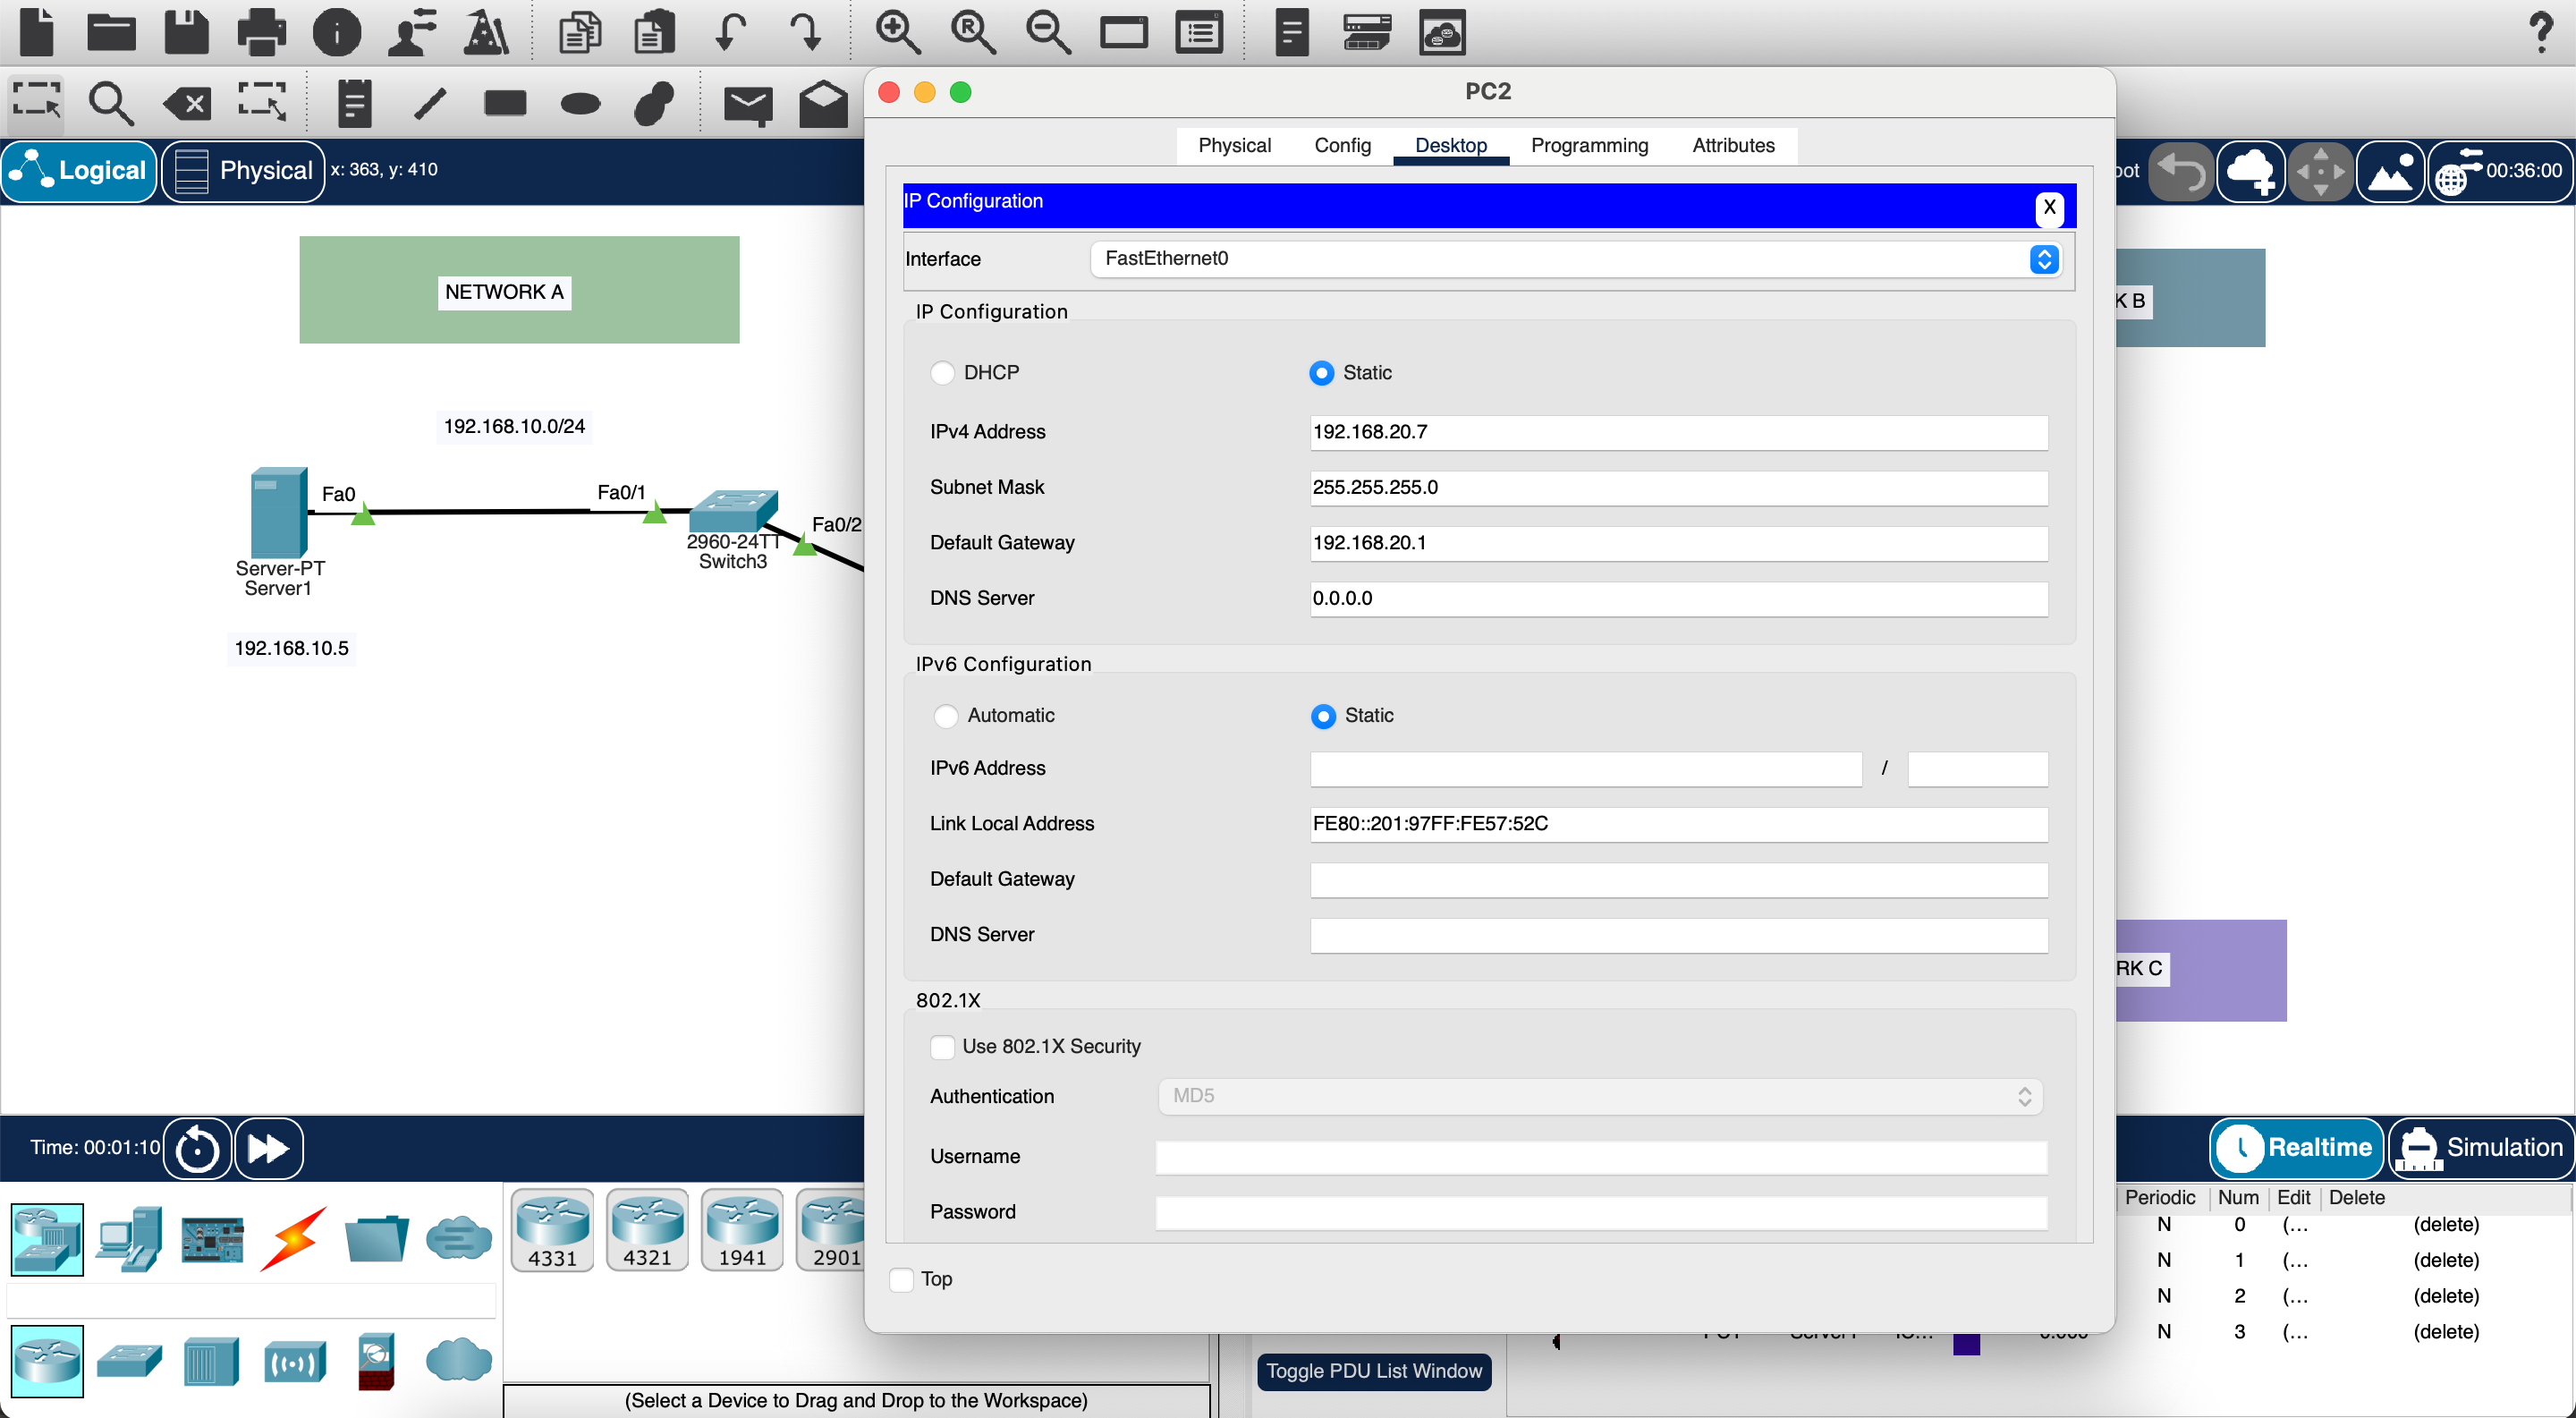 PC2
Physical
Config
Desktop
Programming
Attributes
Logical
Physical
x: 363, y: 410
00:36:00
IP Configuration
X
Interface
FastEthernet0
NETWORK A
K B
IP Configuration
DHCP
Static
192.168.10.0/24
IPv4 Address
192.168.20.7
Subnet Mask
255.255.255.0
Fa0
Fa0/1
Fa0/2
Default Gateway
192.168.20.1
2960-24TT
Switch3
Server-PT
Server1
DNS Server
0.0.0.0
192.168.10.5
IPv6 Configuration
Automatic
Static
IPv6 Address
/
Link Local Address
FE80::201:97FF:FE57:52C
Default Gateway
DNS Server
RK C
802.1X
Use 802.1X Security
Authentication
MD5
Time: 00:01:10
Username
Realtime
Simulation
Password
Periodic Num Edit Delete
N 0 (... (delete)
N 1 (... (delete)
N 2 (... (delete)
N 3 (... (delete)
4331
4321
1941
2901
Top
Toggle PDU List Window
(Select a Device to Drag and Drop to the Workspace)